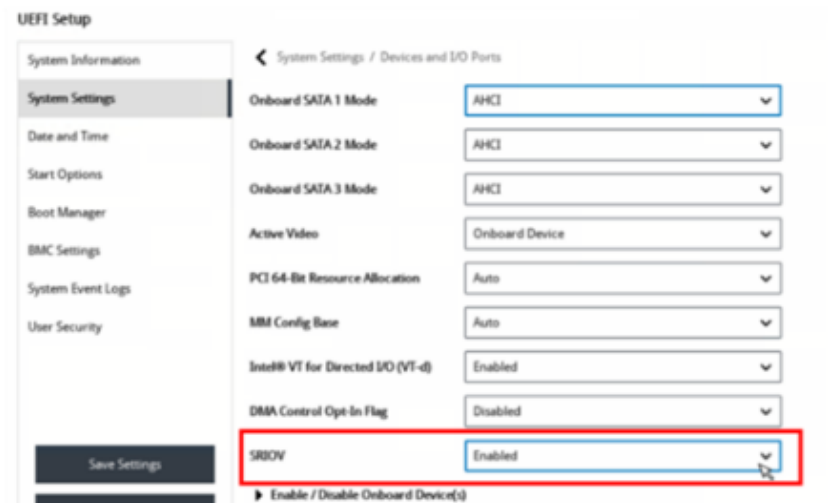 UEFI Setup
System Information
System Settings
Date and Time
Start Options
Boot Manager
BMC Settings
System Event Logs
User Security
Save Settings
System Settings / Devices and I/O Ports
Onboard SATA 1 Mode AHCI
Onboard SATA 2 Mode AHCI
Onboard SATA 3 Mode AHCI
Active Video Onboard Device
PCI 64-Bit Resource Allocation Auto
MM Config Base Auto
Intel® VT for Directed I/O (VT-d) Enabled
DMA Control Opt-In Flag Disabled
SRIOV Enabled
Enable / Disable Onboard Device(s)